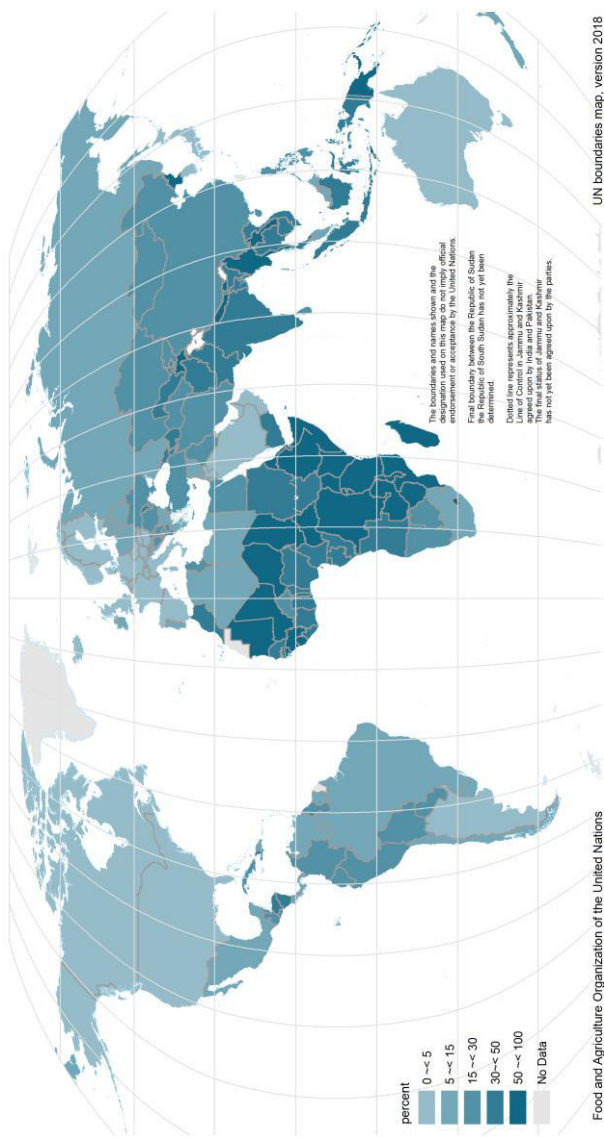 The boundaries and names shown and the
designation used on this map do not imply official
endorsement or acceptance by the United Nations.
Final boundary between the Republic of Sudan
the Republic of South Sudan has not yet been
determined.
Dotted line represents approximately the
Line of Control in Jammu and Kashmir
agreed upon by India and Pakistan.
The final status of Jammu and Kashmir
has not yet been agreed upon by the parties.
percent
0 ~< 5
5 ~< 15
15 ~< 30
30~< 50
50 ~< 100
No Data
Food and Agriculture Organization of the United Nations
UN boundaries map, version 2018